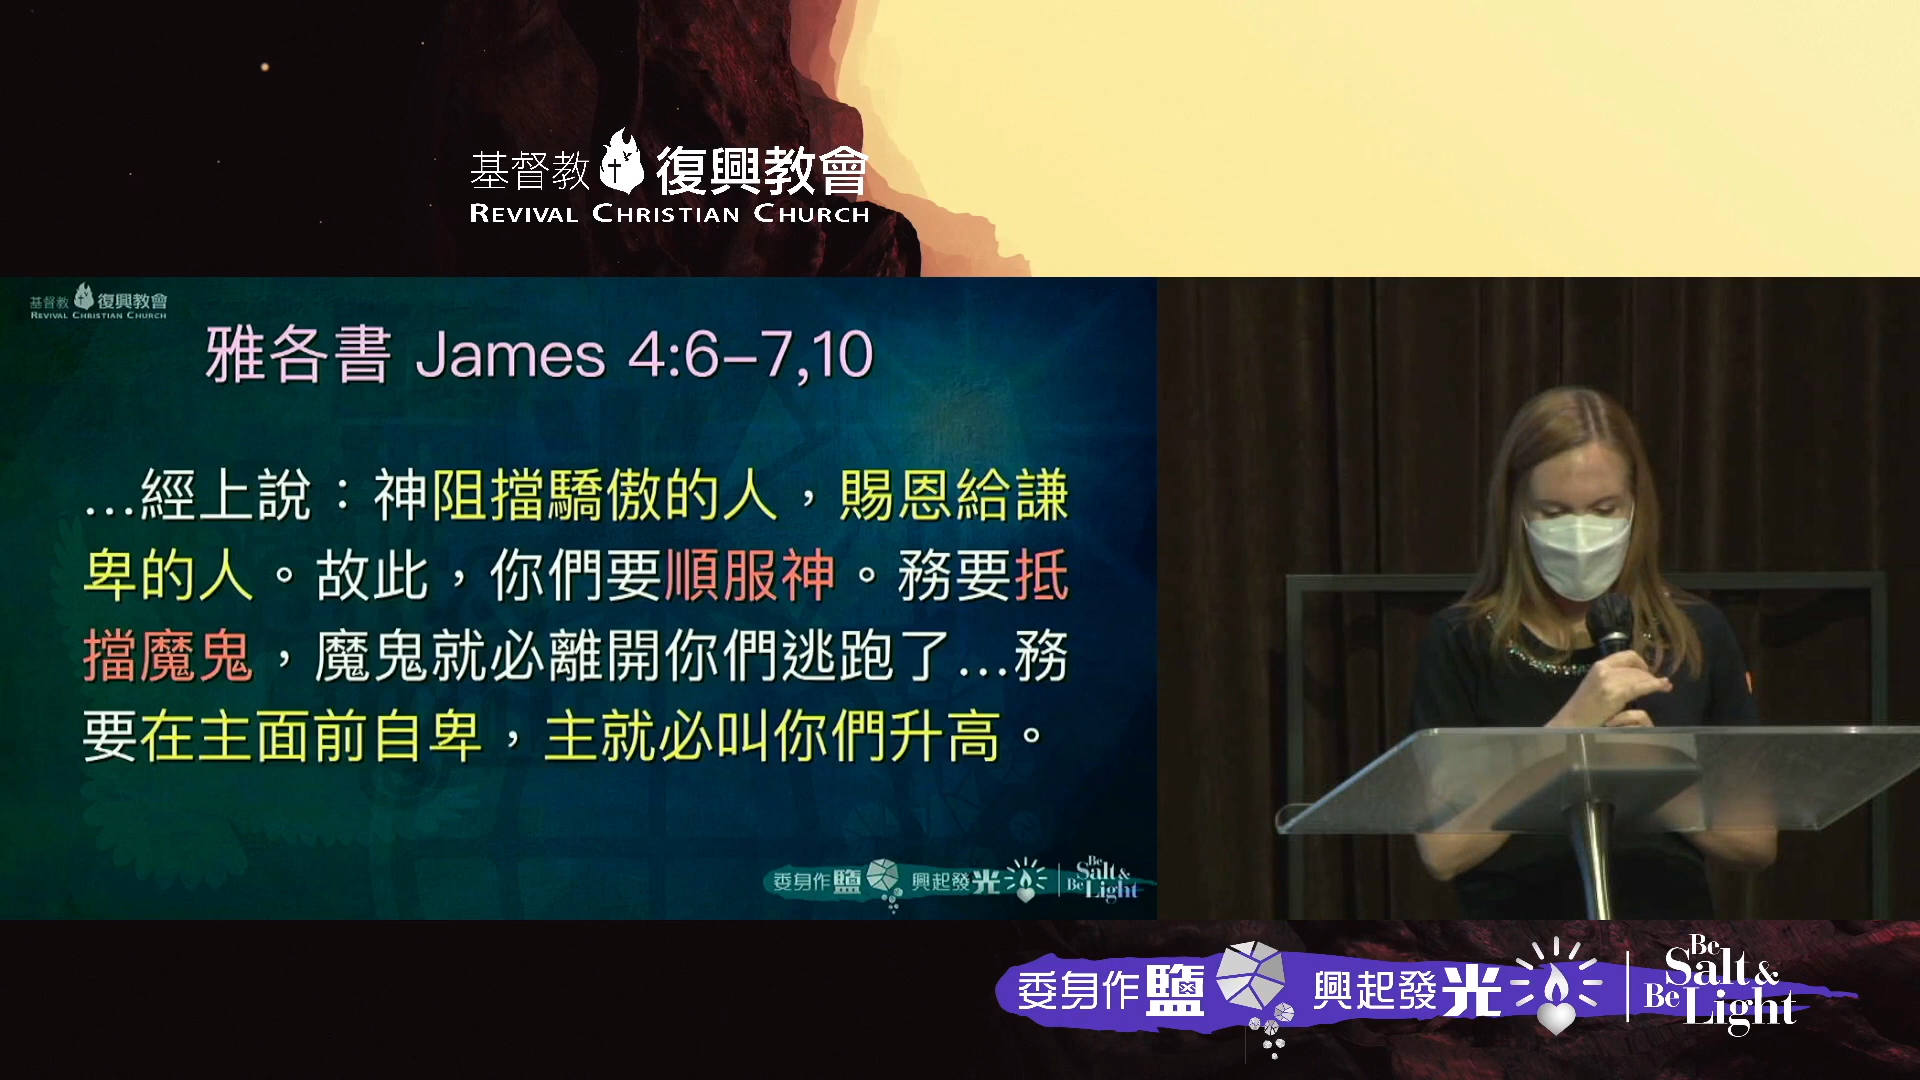 基督教 復興教會
REVIVAL CHRISTIAN CHURCH
基督教 復興教會
REVIVAL CHRISTIAN CHURCH
雅各書 James 4:6–7,10
…經上說：神阻擋驕傲的人，賜恩給謙
卑的人。故此，你們要順服神。務要抵
擋魔鬼，魔鬼就必離開你們逃跑了…務
要在主面前自卑，主就必叫你們升高。
委身作鹽 興起發光 Be Salt & Be Light
委身作鹽 興起發光 Be Salt & Be Light